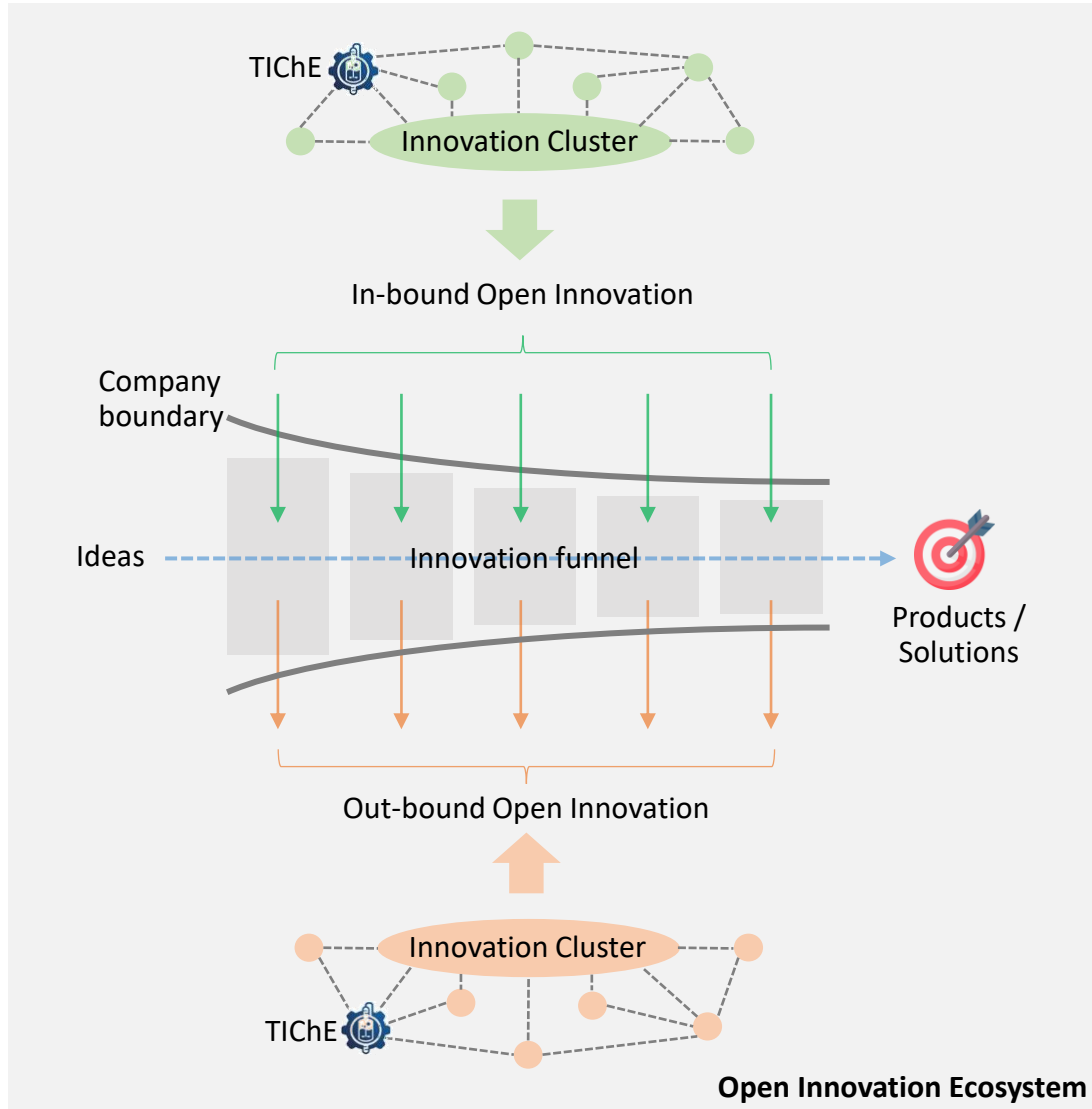 TIChE
Innovation Cluster
In-bound Open Innovation
Company
boundary
Ideas
Innovation funnel
Products /
Solutions
Out-bound Open Innovation
Innovation Cluster
TIChE
Open Innovation Ecosystem